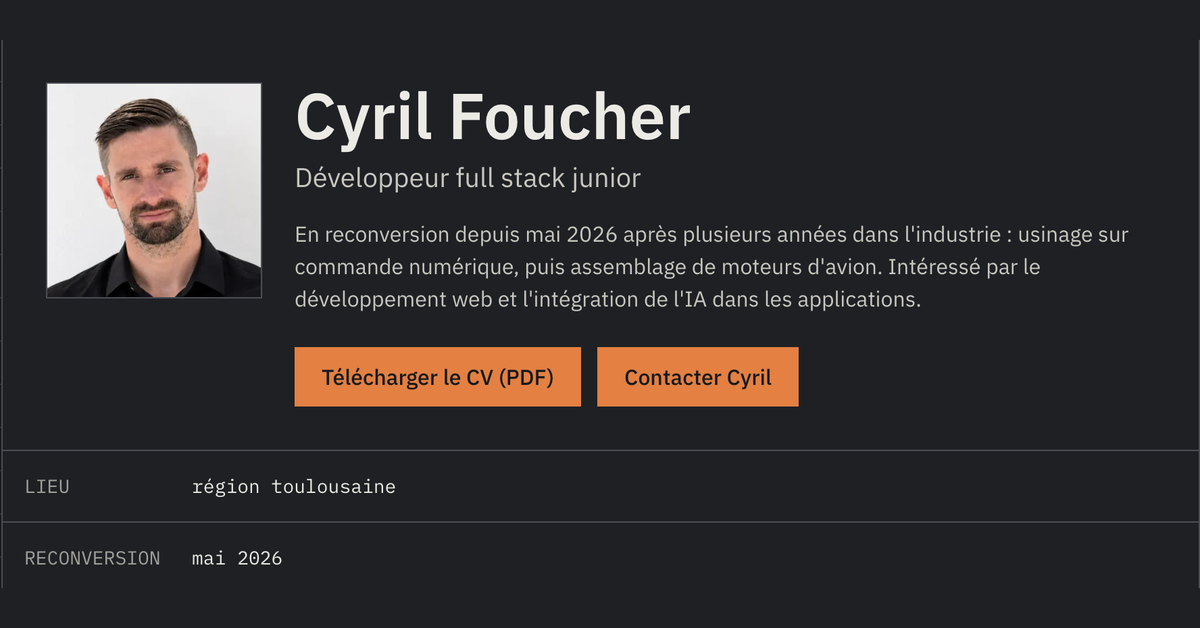 Cyril Foucher
Développeur full stack junior
En reconversion depuis mai 2026 après plusieurs années dans l'industrie : usinage sur
commande numérique, puis assemblage de moteurs d'avion. Intéressé par le
développement web et l'intégration de l'IA dans les applications.
Télécharger le CV (PDF)
Contacter Cyril
LIEU
région toulousaine
RECONVERSION
mai 2026